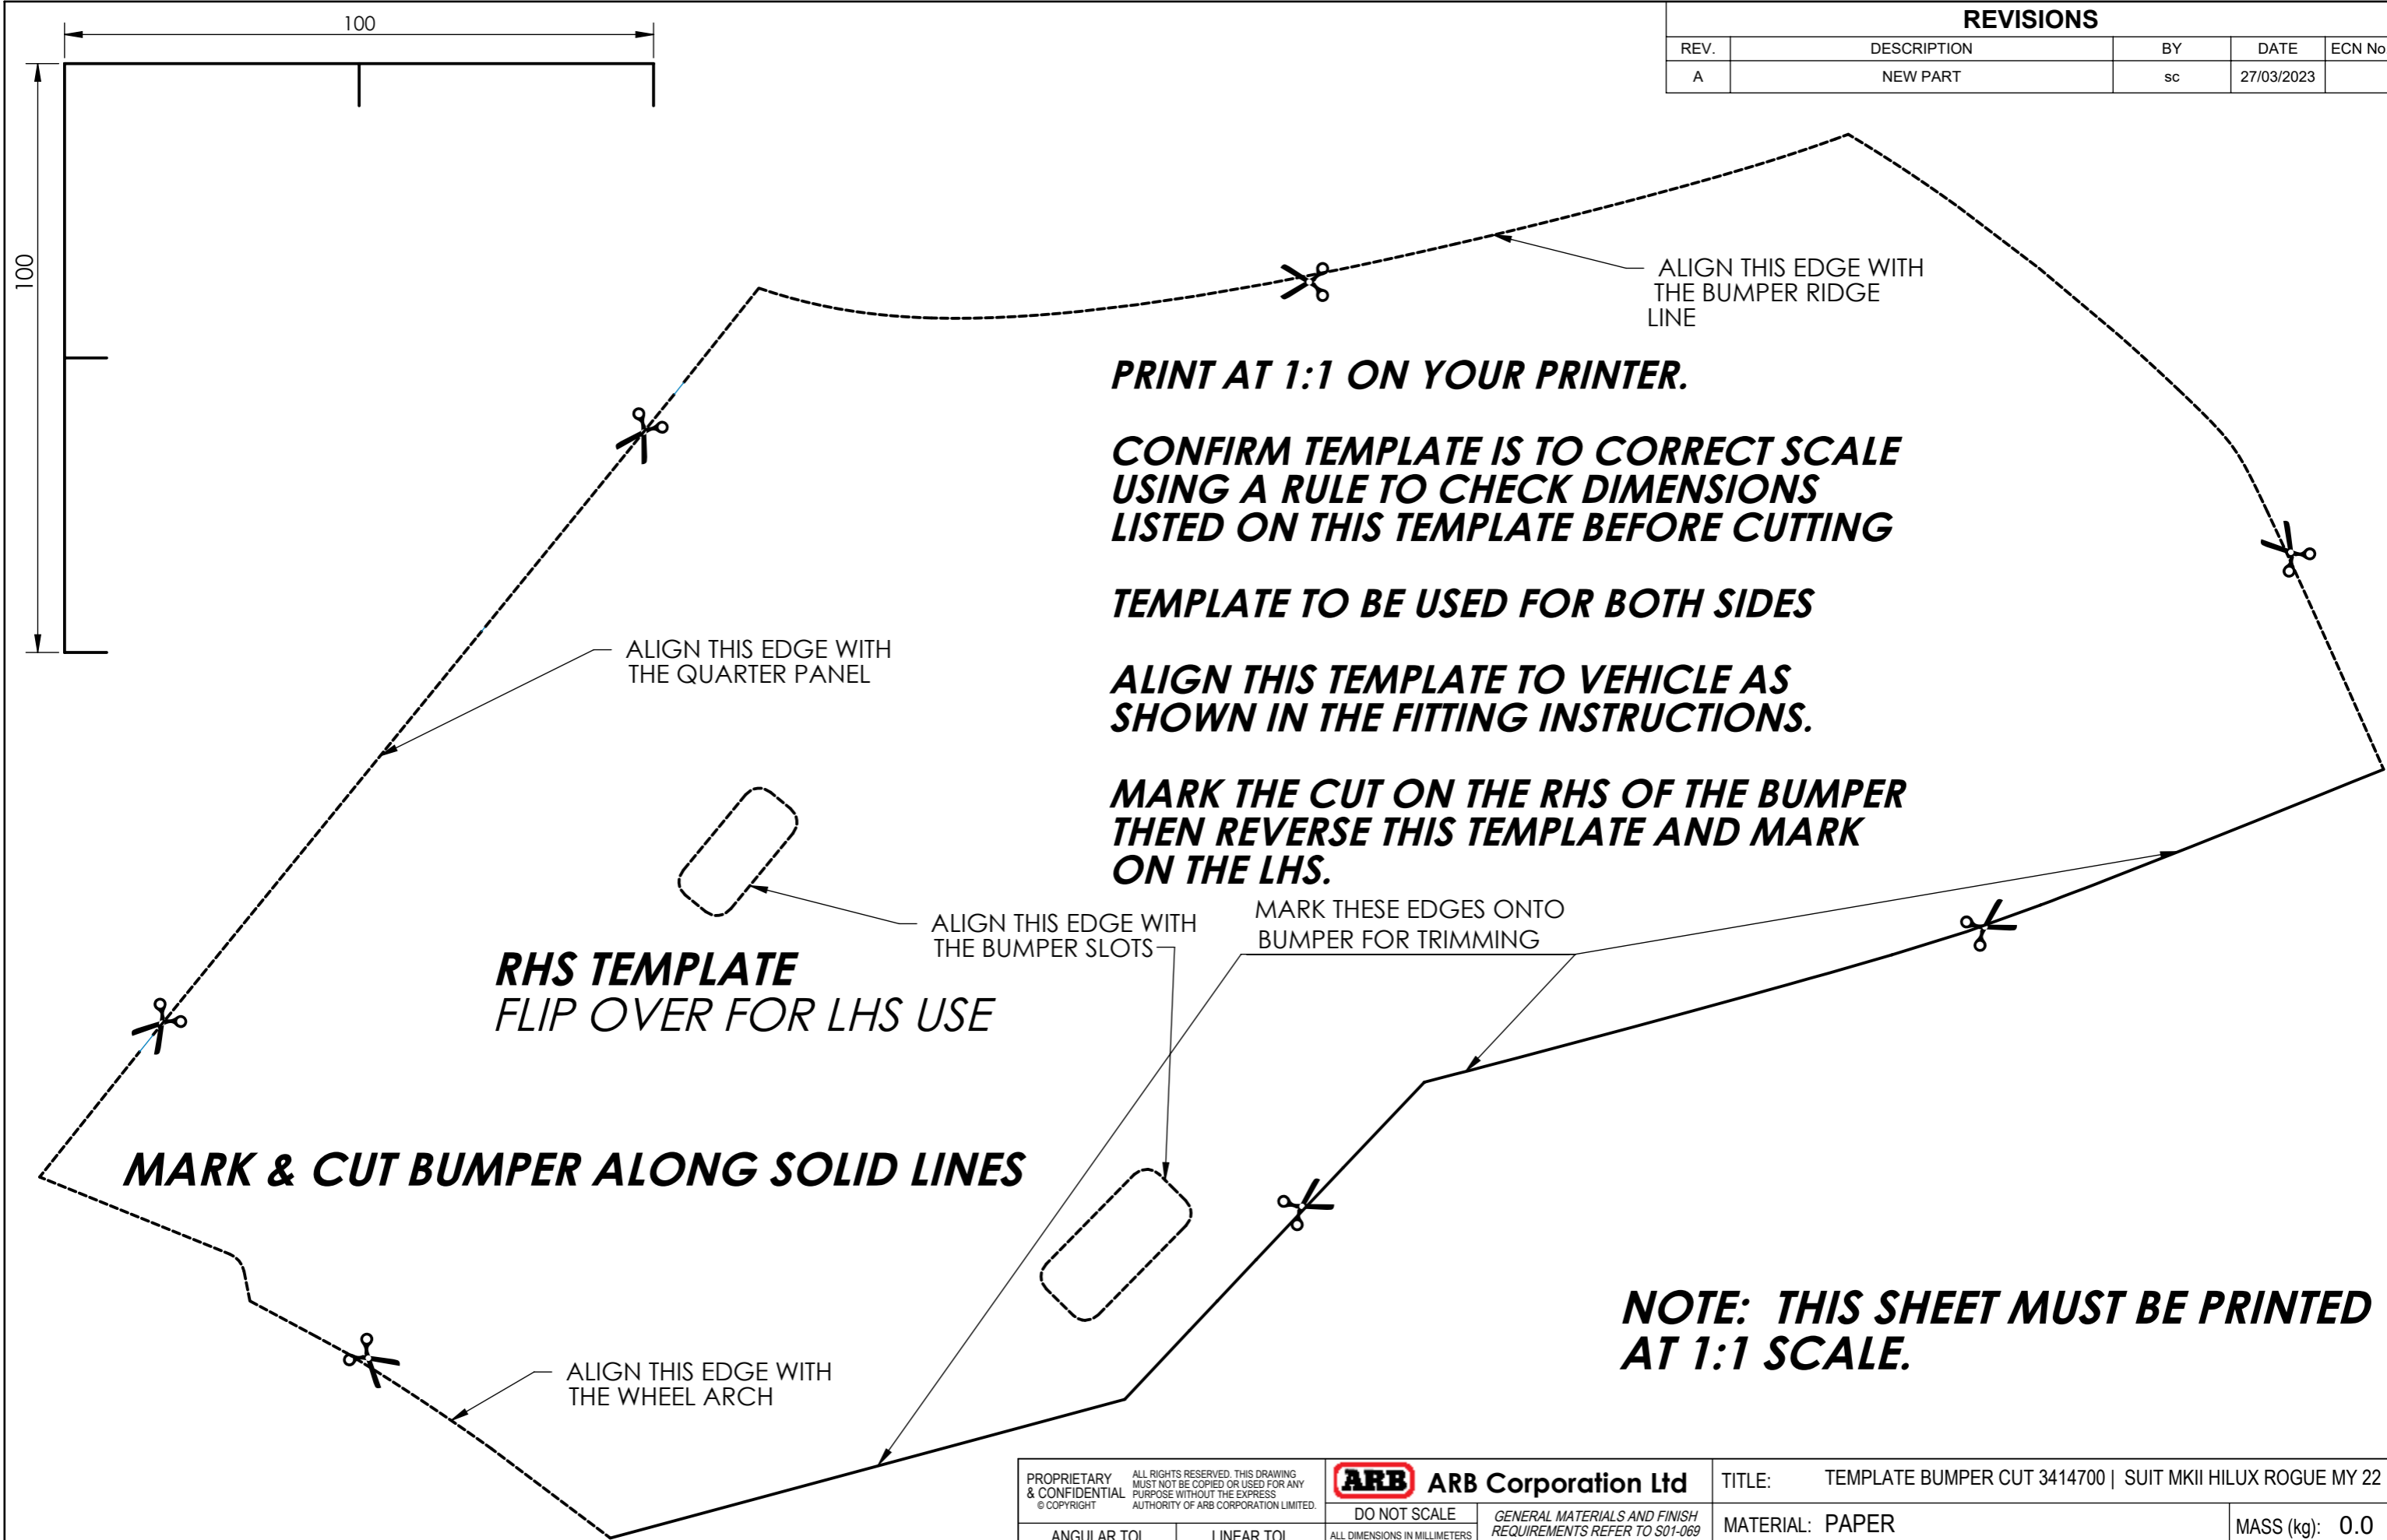 100
100
REVISIONS
REV. DESCRIPTION BY DATE ECN No
A NEW PART sc 27/03/2023
ALIGN THIS EDGE WITH
THE BUMPER RIDGE
LINE
PRINT AT 1:1 ON YOUR PRINTER.
CONFIRM TEMPLATE IS TO CORRECT SCALE
USING A RULE TO CHECK DIMENSIONS
LISTED ON THIS TEMPLATE BEFORE CUTTING
TEMPLATE TO BE USED FOR BOTH SIDES
ALIGN THIS EDGE WITH
THE QUARTER PANEL
ALIGN THIS TEMPLATE TO VEHICLE AS
SHOWN IN THE FITTING INSTRUCTIONS.
MARK THE CUT ON THE RHS OF THE BUMPER
THEN REVERSE THIS TEMPLATE AND MARK
ON THE LHS.
ALIGN THIS EDGE WITH
THE BUMPER SLOTS
MARK THESE EDGES ONTO
BUMPER FOR TRIMMING
RHS TEMPLATE
FLIP OVER FOR LHS USE
MARK & CUT BUMPER ALONG SOLID LINES
NOTE: THIS SHEET MUST BE PRINTED
AT 1:1 SCALE.
ALIGN THIS EDGE WITH
THE WHEEL ARCH
PROPRIETARY
& CONFIDENTIAL
© COPYRIGHT
ALL RIGHTS RESERVED. THIS DRAWING
MUST NOT BE COPIED OR USED FOR ANY
PURPOSE WITHOUT THE EXPRESS
AUTHORITY OF ARB CORPORATION LIMITED.
ARB ARB Corporation Ltd
TITLE: TEMPLATE BUMPER CUT 3414700 | SUIT MKII HILUX ROGUE MY 22
DO NOT SCALE
GENERAL MATERIALS AND FINISH
REQUIREMENTS REFER TO S01-069
MATERIAL: PAPER
MASS (kg): 0.0
ANGULAR TOL
LINEAR TOL
ALL DIMENSIONS IN MILLIMETERS